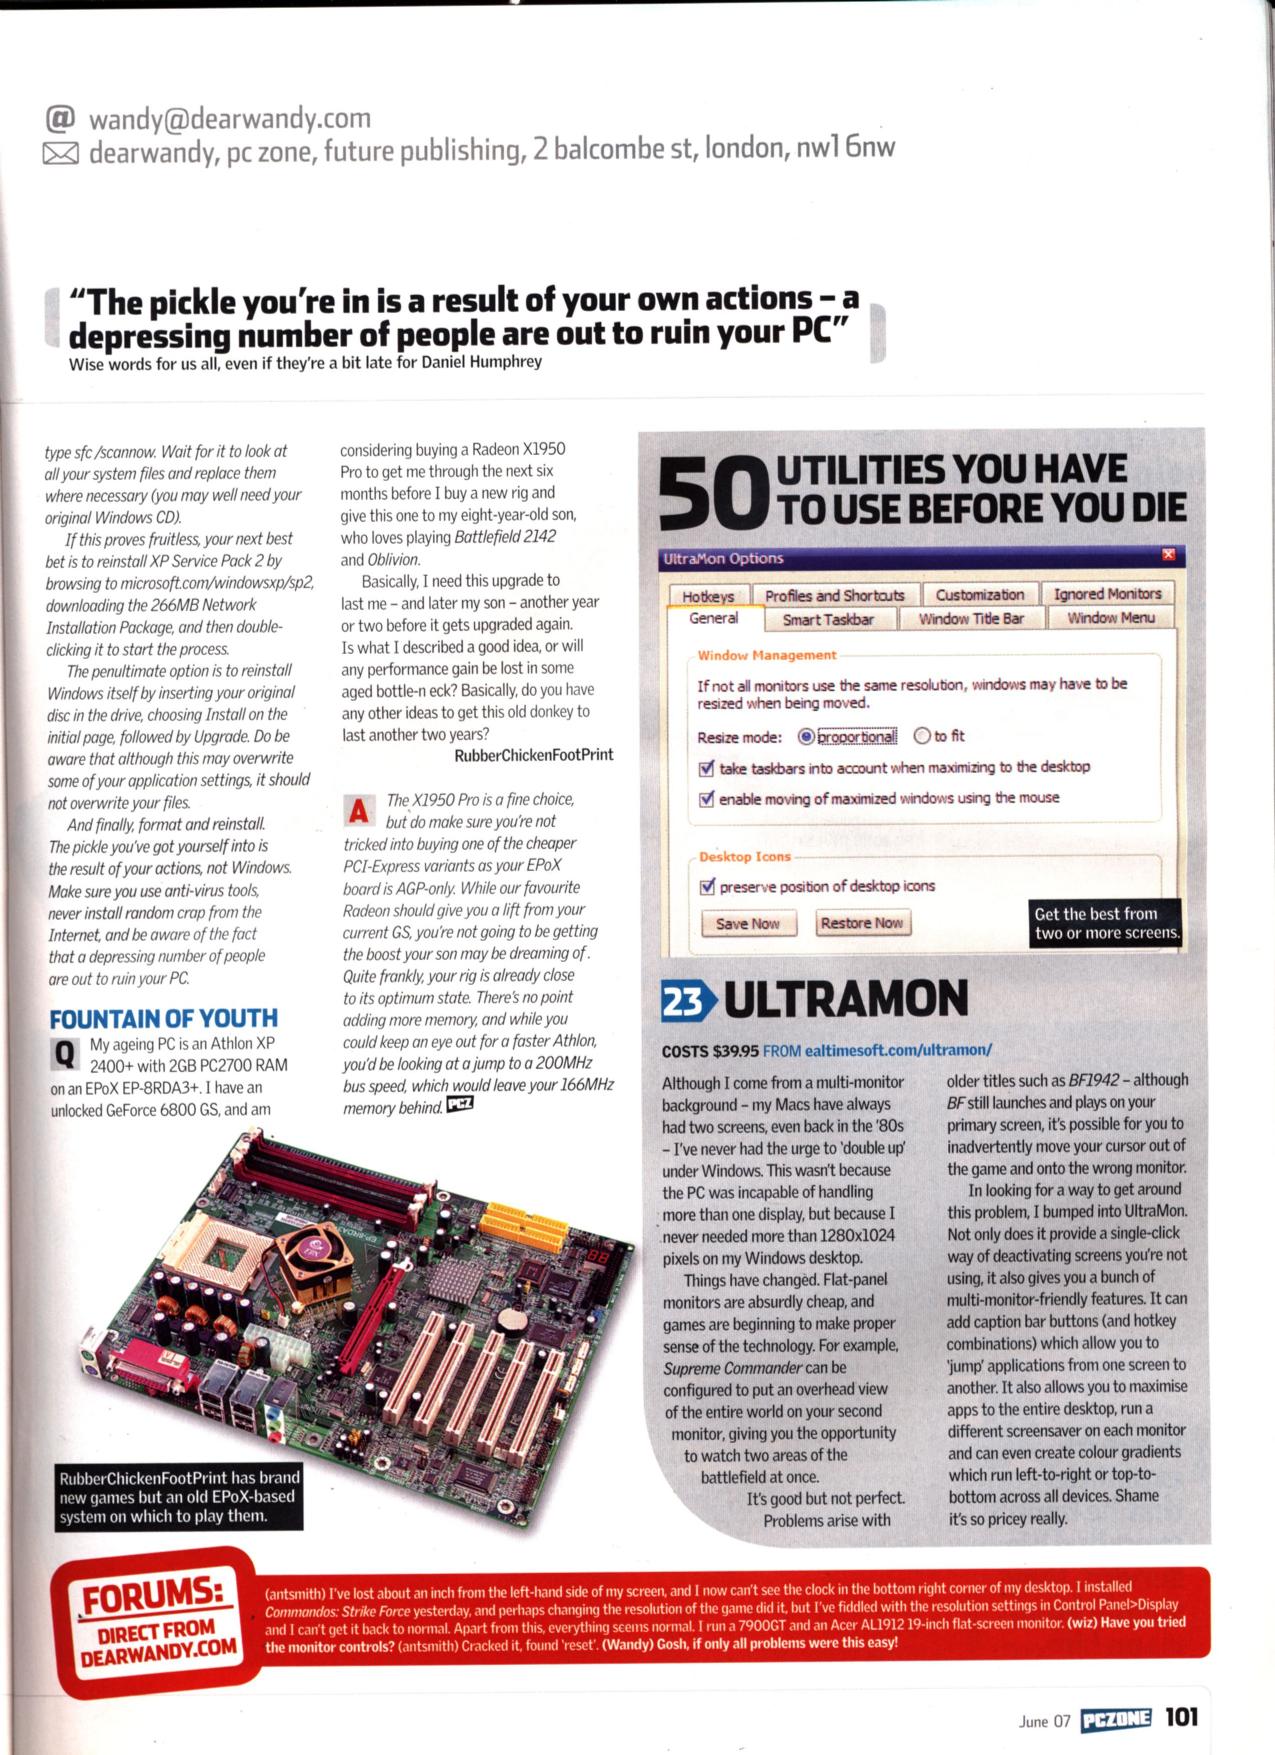 @ wandy@dearwandy.com
dearwandy, pc zone, future publishing, 2 balcombe st, london, nw1 6nw
“The pickle you’re in is a result of your own actions – a
depressing number of people are out to ruin your PC”
Wise words for us all, even if they’re a bit late for Daniel Humphrey
type sfc /scannow. Wait for it to look at
all your system files and replace them
where necessary (you may well need your
original Windows CD).
If this proves fruitless, your next best
bet is to reinstall XP Service Pack 2 by
browsing to microsoft.com/windowsxp/sp2,
downloading the 266MB Network
Installation Package, and then double-
clicking it to start the process.
The penultimate option is to reinstall
Windows itself by inserting your original
disc in the drive, choosing Install on the
initial page, followed by Upgrade. Do be
aware that although this may overwrite
some of your application settings, it should
not overwrite your files.
And finally, format and reinstall.
The pickle you’ve got yourself into is
the result of your actions, not Windows.
Make sure you use anti-virus tools,
never install random crap from the
Internet, and be aware of the fact
that a depressing number of people
are out to ruin your PC.
FOUNTAIN OF YOUTH
Q My ageing PC is an Athlon XP
2400+ with 2GB PC2700 RAM
on an EPoX EP-8RDA3+. I have an
unlocked GeForce 6800 GS, and am
considering buying a Radeon X1950
Pro to get me through the next six
months before I buy a new rig and
give this one to my eight-year-old son,
who loves playing Battlefield 2142
and Oblivion.
Basically, I need this upgrade to
last me – and later my son – another year
or two before it gets upgraded again.
Is what I described a good idea, or will
any performance gain be lost in some
aged bottle-n eck? Basically, do you have
any other ideas to get this old donkey to
last another two years?
RubberChickenFootPrint
A The X1950 Pro is a fine choice,
but do make sure you’re not
tricked into buying one of the cheaper
PCI-Express variants as your EPoX
board is AGP-only. While our favourite
Radeon should give you a lift from your
current GS, you’re not going to be getting
the boost your son may be dreaming of.
Quite frankly, your rig is already close
to its optimum state. There’s no point
adding more memory, and while you
could keep an eye out for a faster Athlon,
you’d be looking at a jump to a 200MHz
bus speed, which would leave your 166MHz
memory behind. PCZ
RubberChickenFootPrint has brand
new games but an old EPoX-based
system on which to play them.
50 UTILITIES YOU HAVE
TO USE BEFORE YOU DIE
UltraMon Options
Hotkeys Profiles and Shortcuts Customization Ignored Monitors
General Smart Taskbar Window Title Bar Window Menu
Window Management
If not all monitors use the same resolution, windows may have to be
resized when being moved.
Resize mode: proportional to fit
take taskbars into account when maximizing to the desktop
enable moving of maximized windows using the mouse
Desktop Icons
preserve position of desktop icons
Save Now Restore Now
Get the best from
two or more screens.
23 ULTRAMON
COSTS $39.95 FROM ealtimesoft.com/ultramon/
Although I come from a multi-monitor
background – my Macs have always
had two screens, even back in the ’80s
– I’ve never had the urge to ‘double up’
under Windows. This wasn’t because
the PC was incapable of handling
more than one display, but because I
never needed more than 1280x1024
pixels on my Windows desktop.
Things have changed. Flat-panel
monitors are absurdly cheap, and
games are beginning to make proper
sense of the technology. For example,
Supreme Commander can be
configured to put an overhead view
of the entire world on your second
monitor, giving you the opportunity
to watch two areas of the
battlefield at once.
It’s good but not perfect.
Problems arise with
older titles such as BF1942 – although
BF still launches and plays on your
primary screen, it’s possible for you to
inadvertently move your cursor out of
the game and onto the wrong monitor.
In looking for a way to get around
this problem, I bumped into UltraMon.
Not only does it provide a single-click
way of deactivating screens you’re not
using, it also gives you a bunch of
multi-monitor-friendly features. It can
add caption bar buttons (and hotkey
combinations) which allow you to
‘jump’ applications from one screen to
another. It also allows you to maximise
apps to the entire desktop, run a
different screensaver on each monitor
and can even create colour gradients
which run left-to-right or top-to-
bottom across all devices. Shame
it’s so pricey really.
FORUMS:
DIRECT FROM
DEARWANDY.COM
(antsmith) I’ve lost about an inch from the left-hand side of my screen, and I now can’t see the clock in the bottom right corner of my desktop. I installed
Commandos: Strike Force yesterday, and perhaps changing the resolution of the game did it, but I’ve fiddled with the resolution settings in Control Panel>Display
and I can’t get it back to normal. Apart from this, everything seems normal. I run a 7900GT and an Acer AL1912 19-inch flat-screen monitor. (wiz) Have you tried
the monitor controls? (antsmith) Cracked it, found ‘reset’. (Wandy) Gosh, if only all problems were this easy!
June 07 PCZONE 101